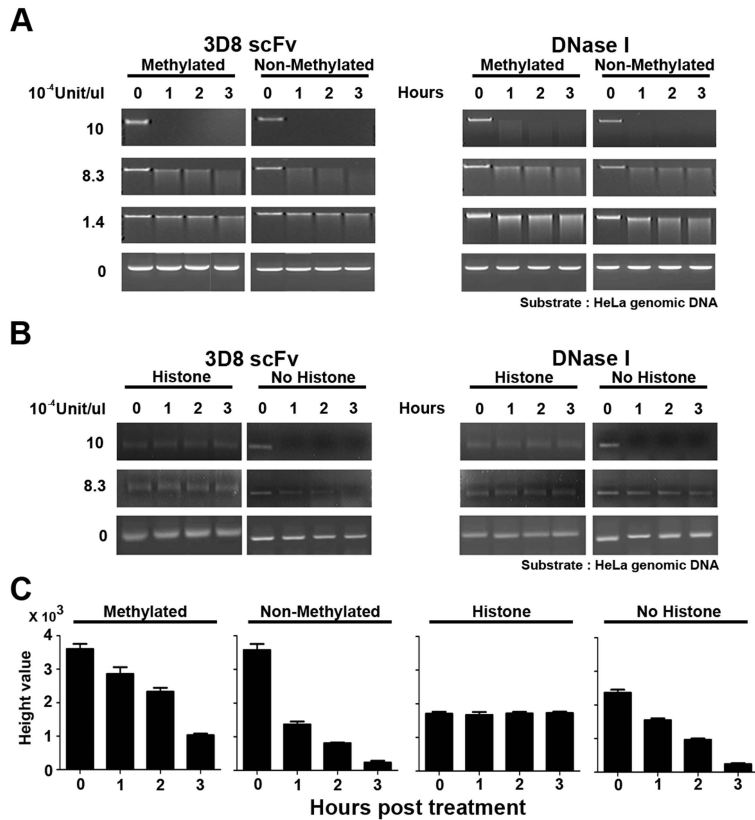 A
3D8 scFv DNase I
Methylated Non-Methylated Methylated Non-Methylated
10⁻⁴Unit/ul 0 1 2 3 0 1 2 3 Hours 0 1 2 3 0 1 2 3
10
8.3
1.4
0
Substrate : HeLa genomic DNA
B
3D8 scFv DNase I
Histone No Histone Histone No Histone
10⁻⁴Unit/ul 0 1 2 3 0 1 2 3 Hours 0 1 2 3 0 1 2 3
10
8.3
0
Substrate : HeLa genomic DNA
C
X 10³ Methylated Non-Methylated Histone No Histone
Height value
4
3
2
1
0
0 1 2 3 0 1 2 3 0 1 2 3 0 1 2 3
Hours post treatment